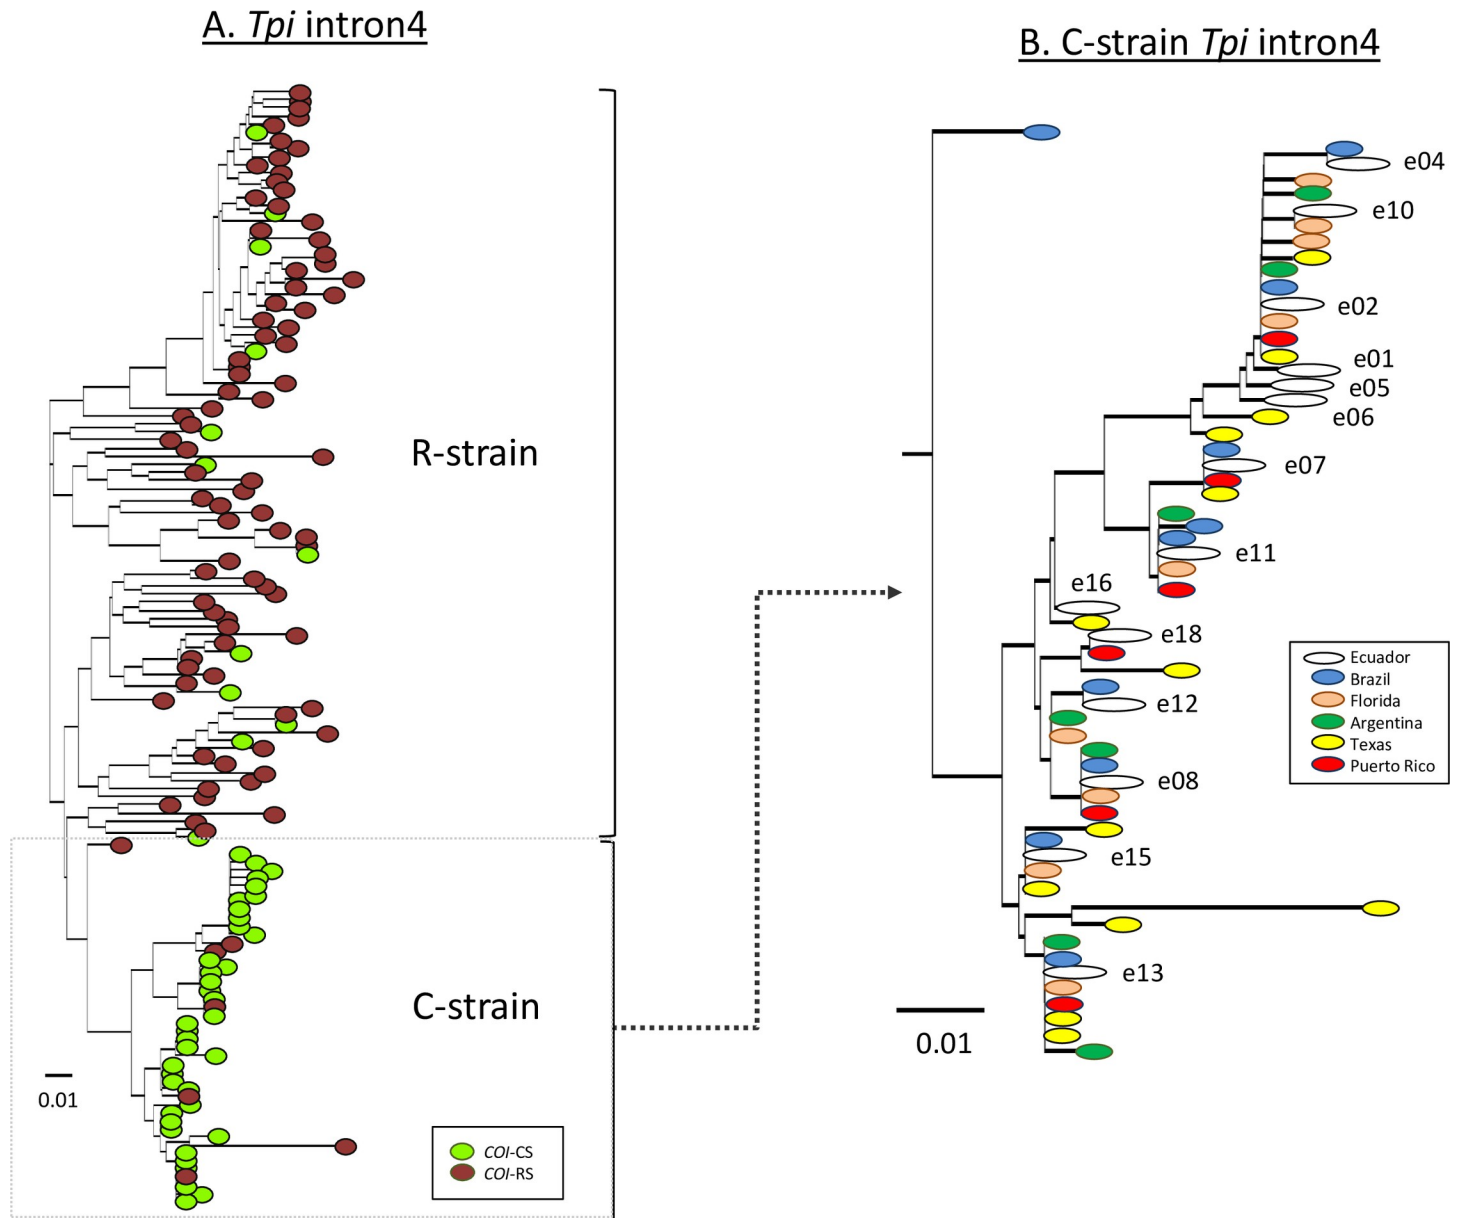 A. Tpi intron4
R-strain
C-strain
0.01
COI-CS
COI-RS
B. C-strain Tpi intron4
e04
e10
e02
e01
e05
e06
e07
e11
e16
e18
e12
e08
e15
e13
0.01
Ecuador
Brazil
Florida
Argentina
Texas
Puerto Rico